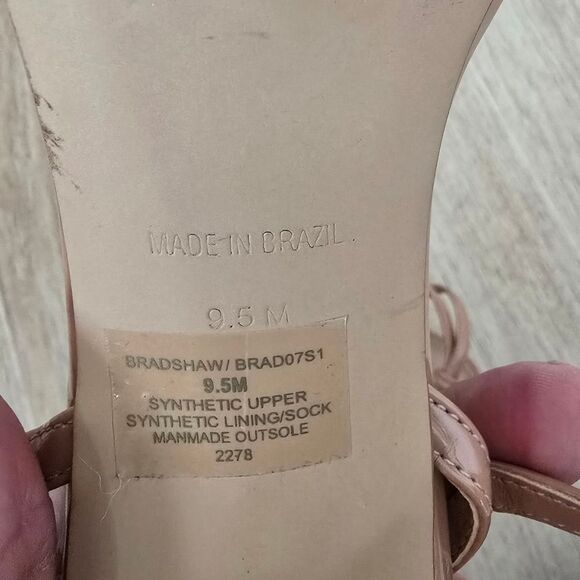 MADE IN BRAZIL.
9.5 M
BRADSHAW/ BRAD07S1
9.5M
SYNTHETIC UPPER
SYNTHETIC LINING/SOCK
MANMADE OUTSOLE
2278